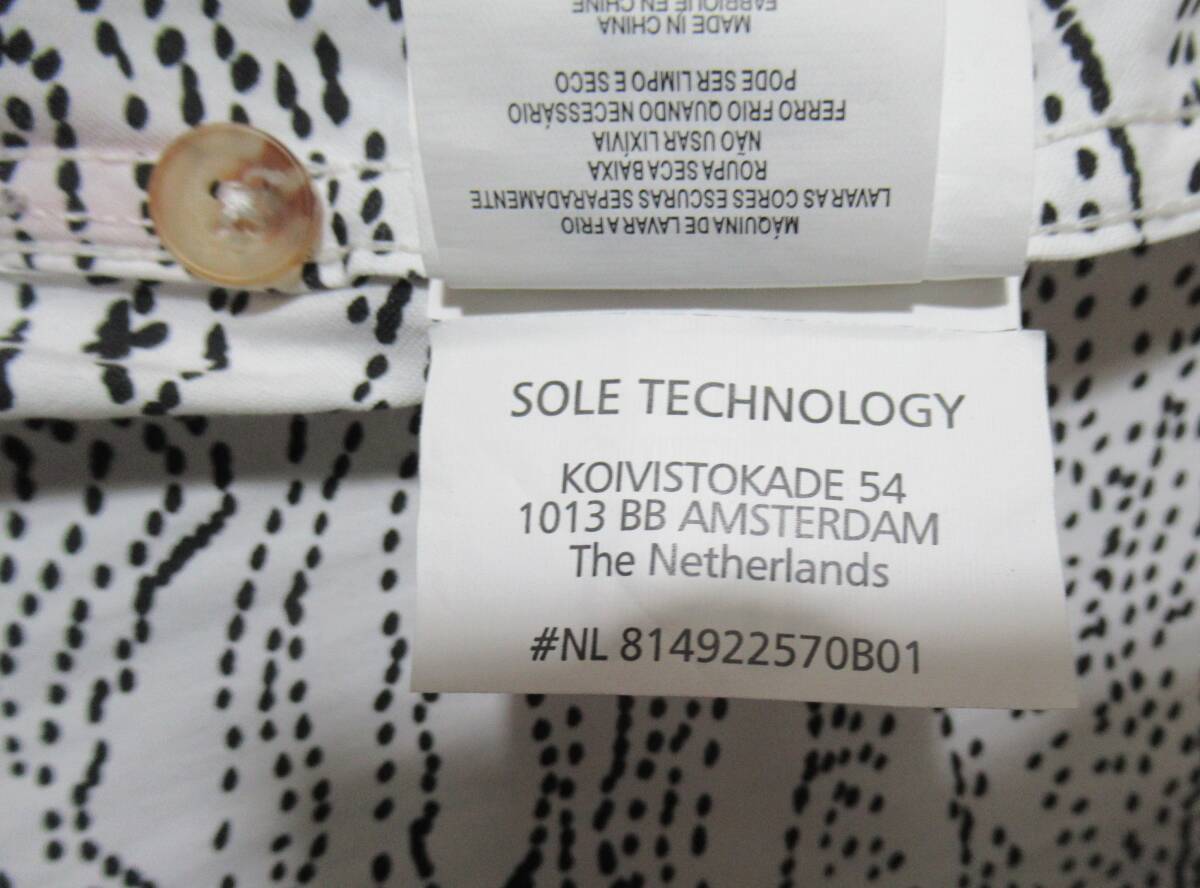 MÁQUINA DE LAVAR A FRIO
LAVAR AS CORES ESCURAS SEPARADAMENTE
ROUPA SECA BAIXA
NÃO USAR LIXÍVIA
FERRO FRIO QUANDO NECESSÁRIO
PODE SER LIMPO E SECO
MADE IN CHINA
FABRIQUE EN CHINE
SOLE TECHNOLOGY
KOIVISTOKADE 54
1013 BB AMSTERDAM
The Netherlands
#NL 814922570B01